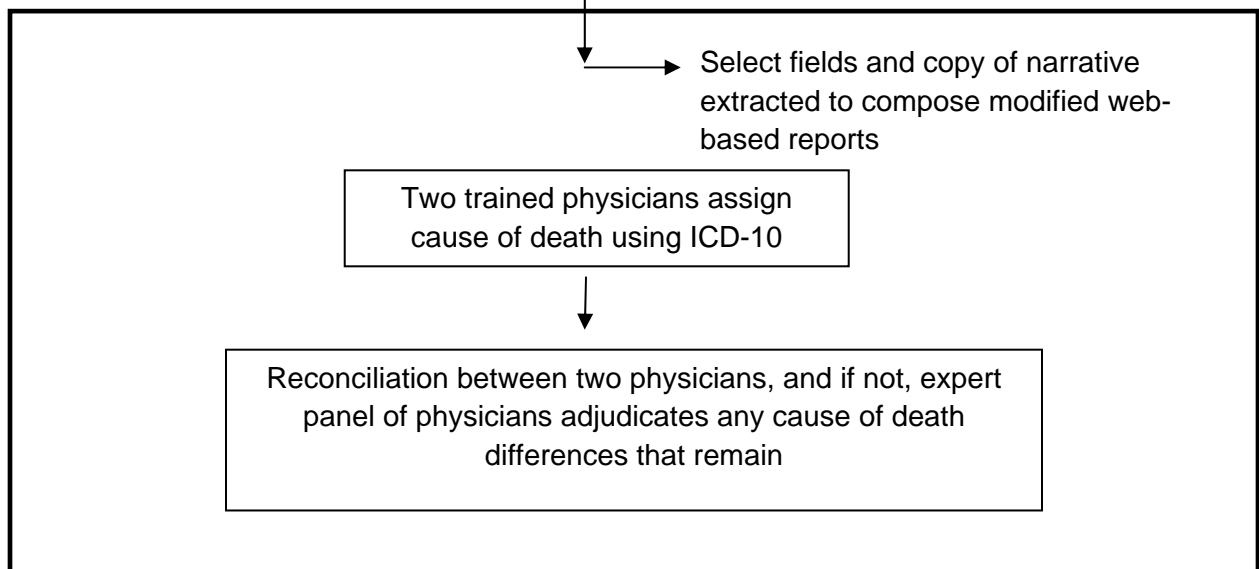 Select fields and copy of narrative
extracted to compose modified web-
based reports
Two trained physicians assign
cause of death using ICD-10
Reconciliation between two physicians, and if not, expert
panel of physicians adjudicates any cause of death
differences that remain